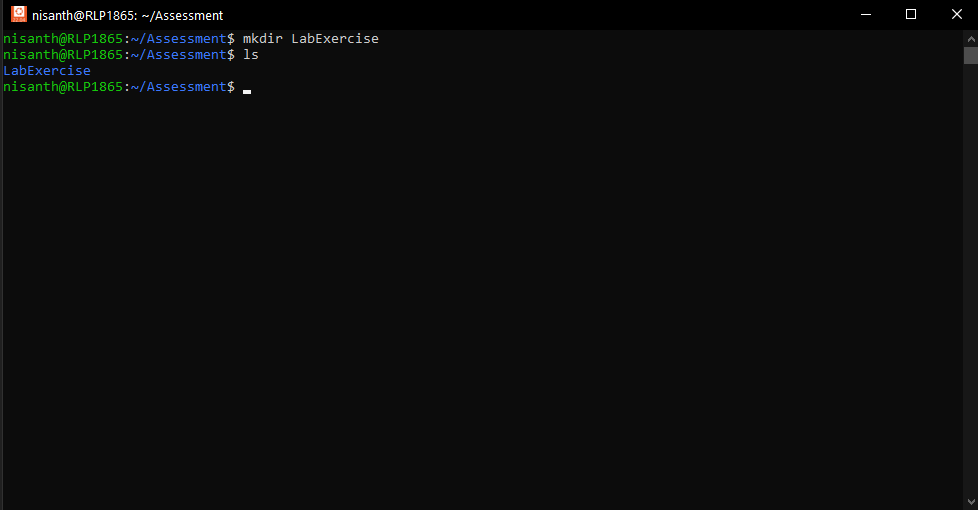 nisanth@RLP1865: ~/Assessment
nisanth@RLP1865:~/Assessment$ mkdir LabExercise
nisanth@RLP1865:~/Assessment$ ls
LabExercise
nisanth@RLP1865:~/Assessment$